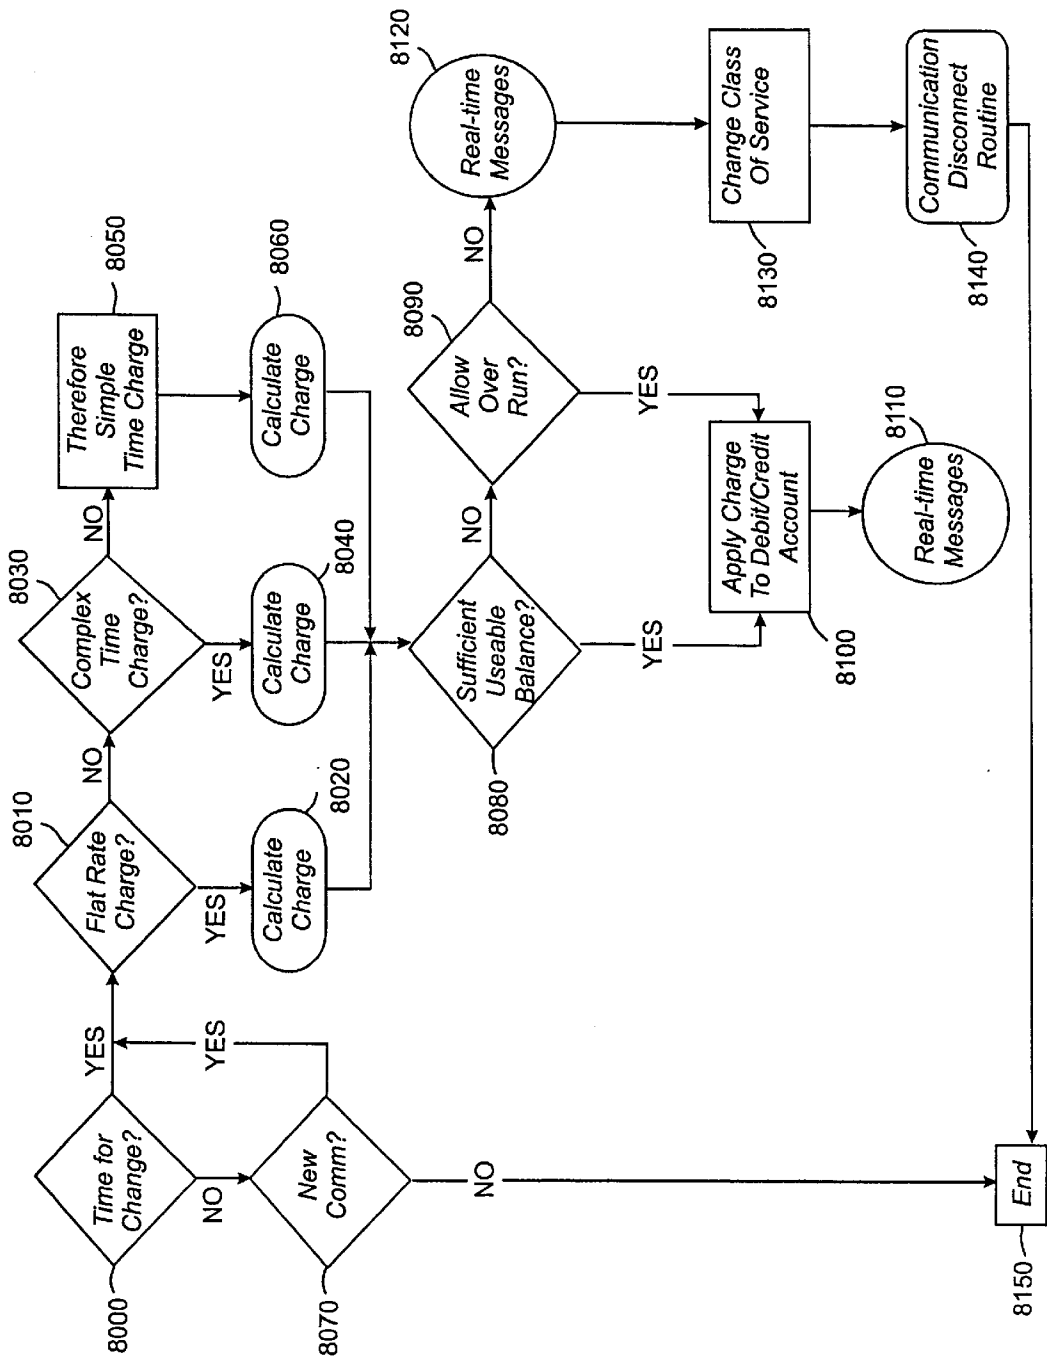 8000
Time for
Change?
YES
NO
8070
New
Comm?
YES
NO
8010
Flat Rate
Charge?
NO
YES
8020
Calculate
Charge
8030
Complex
Time
Charge?
NO
YES
8040
Calculate
Charge
8050
Therefore
Simple
Time Charge
8060
Calculate
Charge
8080
Sufficient
Useable
Balance?
NO
YES
8090
Allow
Over
Run?
NO
YES
8100
Apply Charge
To Debit/Credit
Account
8110
Real-time
Messages
8120
Real-time
Messages
8130
Change Class
Of Service
8140
Communication
Disconnect
Routine
8150
End